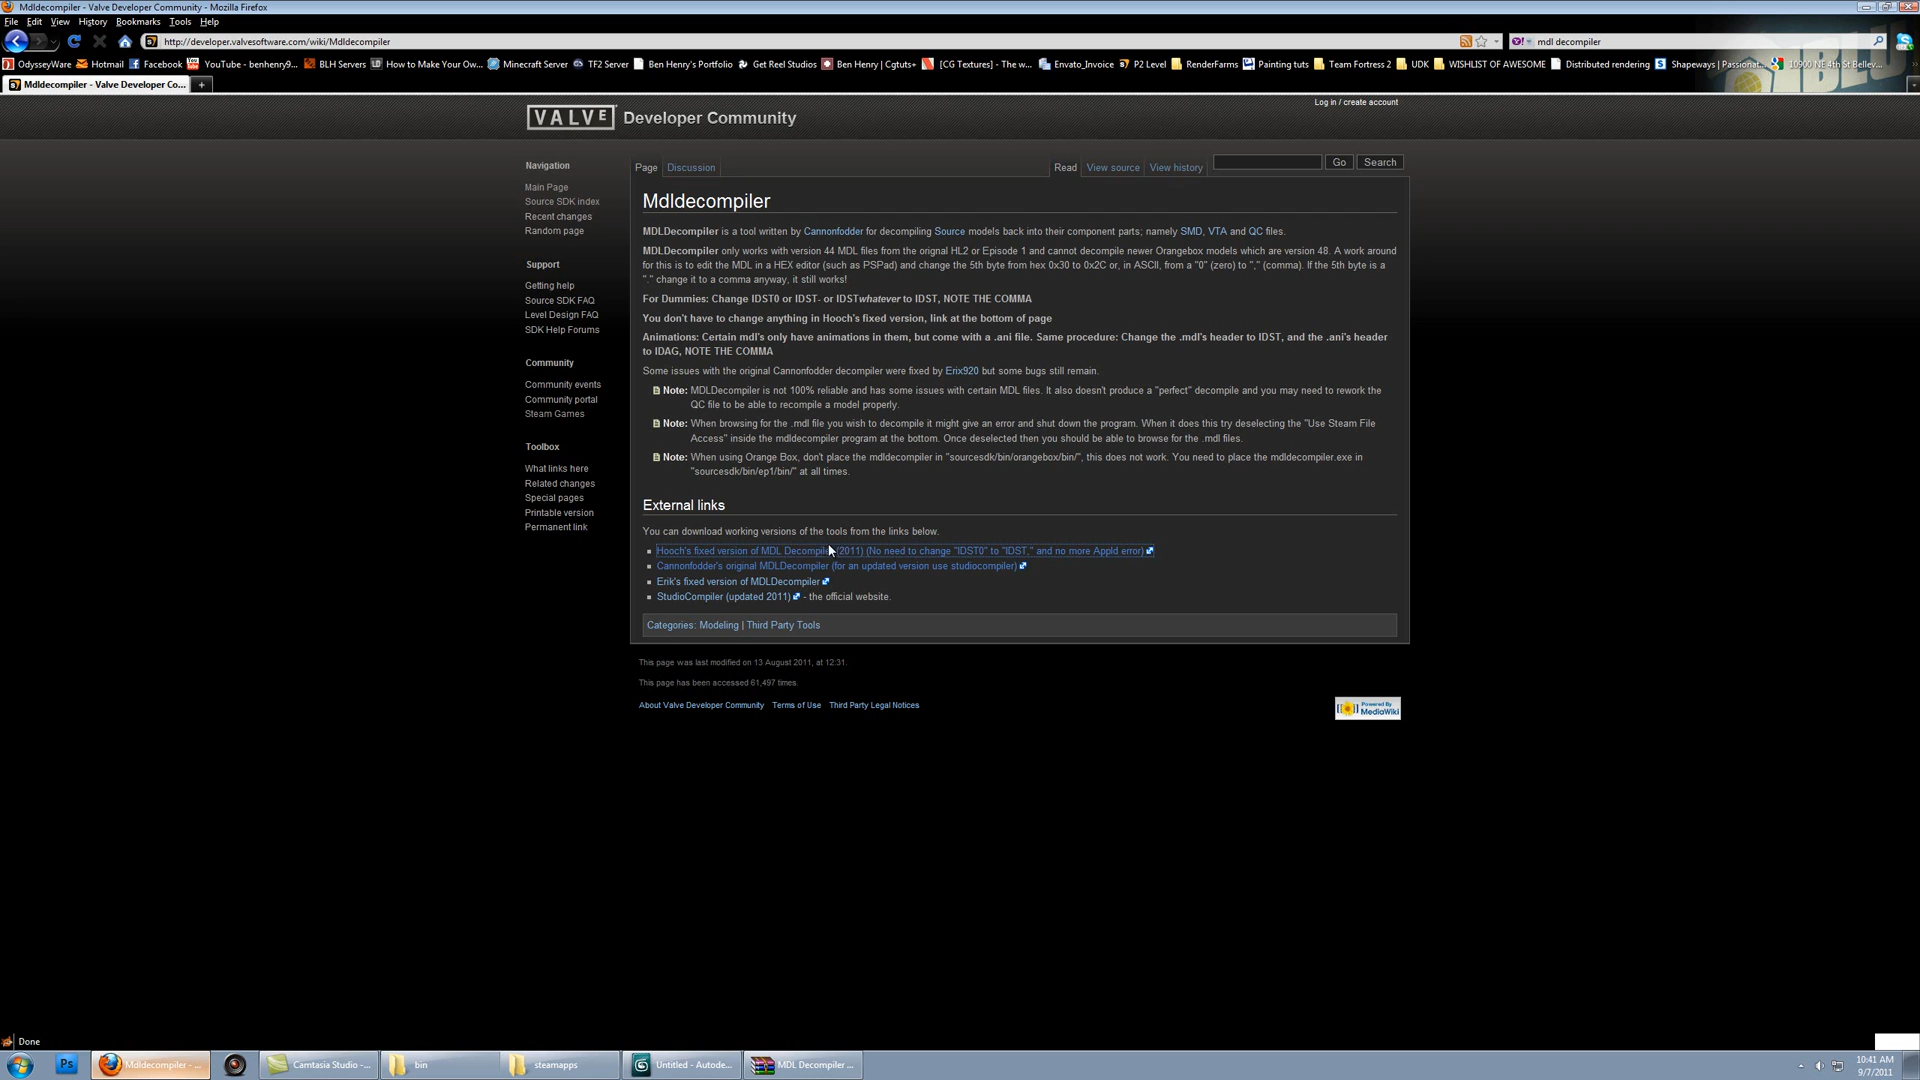 Mdldecompiler - Valve Developer Community - Mozilla Firefox
File Edit View History Bookmarks Tools Help
http://developer.valvesoftware.com/wiki/Mdldecompiler
mdl decompiler
OdysseyWare Hotmail Facebook YouTube - benhenry9... BLH Servers How to Make Your Ow... Minecraft Server TF2 Server Ben Henry's Portfolio Get Reel Studios Ben Henry | Cgtuts+ [CG Textures] - The w... Envato_Invoice P2 Level RenderFarms Painting tuts Team Fortress 2 UDK WISHLIST OF AWESOME Distributed rendering Shapeways | Passionat... 10900 NE 4th St Bellev...
Mdldecompiler - Valve Developer Co...
Log in / create account
VALVE Developer Community
Page Discussion Read View source View history Go Search
Navigation
Main Page
Source SDK index
Recent changes
Random page
Support
Getting help
Source SDK FAQ
Level Design FAQ
SDK Help Forums
Community
Community events
Community portal
Steam Games
Toolbox
What links here
Related changes
Special pages
Printable version
Permanent link
Mdldecompiler
MDLDecompiler is a tool written by Cannonfodder for decompiling Source models back into their component parts; namely SMD, VTA and QC files.
MDLDecompiler only works with version 44 MDL files from the orignal HL2 or Episode 1 and cannot decompile newer Orangebox models which are version 48. A work around
for this is to edit the MDL in a HEX editor (such as PSPad) and change the 5th byte from hex 0x30 to 0x2C or, in ASCII, from a "0" (zero) to "," (comma). If the 5th byte is a
"." change it to a comma anyway, it still works!
For Dummies: Change IDST0 or IDST- or IDSTwhatever to IDST, NOTE THE COMMA
You don't have to change anything in Hooch's fixed version, link at the bottom of page
Animations: Certain mdl's only have animations in them, but come with a .ani file. Same procedure: Change the .mdl's header to IDST, and the .ani's header
to IDAG, NOTE THE COMMA
Some issues with the original Cannonfodder decompiler were fixed by Erix920 but some bugs still remain.
Note: MDLDecompiler is not 100% reliable and has some issues with certain MDL files. It also doesn't produce a "perfect" decompile and you may need to rework the
QC file to be able to recompile a model properly.
Note: When browsing for the .mdl file you wish to decompile it might give an error and shut down the program. When it does this try deselecting the "Use Steam File
Access" inside the mdldecompiler program at the bottom. Once deselected then you should be able to browse for the .mdl files.
Note: When using Orange Box, don't place the mdldecompiler in "sourcesdk/bin/orangebox/bin/", this does not work. You need to place the mdldecompiler.exe in
"sourcesdk/bin/ep1/bin/" at all times.
External links
You can download working versions of the tools from the links below.
Hooch's fixed version of MDL Decompiler (2011) (No need to change "IDST0" to "IDST," and no more AppId error)
Cannonfodder's original MDLDecompiler (for an updated version use studiocompiler)
Erik's fixed version of MDLDecompiler
StudioCompiler (updated 2011) - the official website.
Categories: Modeling | Third Party Tools
This page was last modified on 13 August 2011, at 12:31.
This page has been accessed 61,497 times.
About Valve Developer Community Terms of Use Third Party Legal Notices
Powered By
MediaWiki
Done
Ps Mdldecompiler - ... Camtasia Studio -... bin steamapps Untitled - Autode... MDL Decompiler ...
10:41 AM
9/7/2011